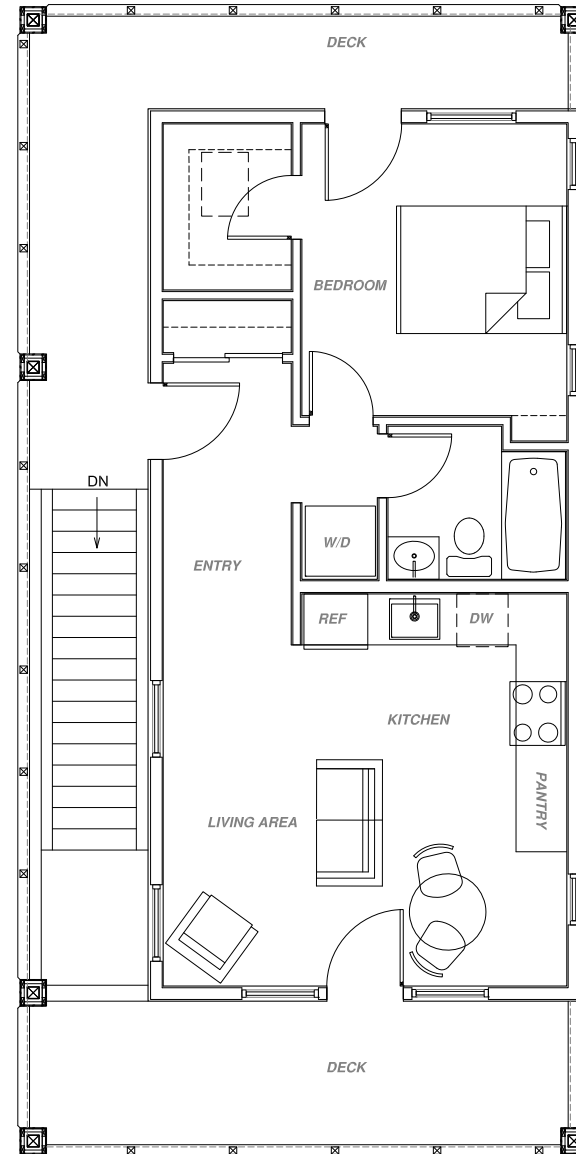 DECK
BEDROOM
DN
W/D
ENTRY
REF
DW
KITCHEN
PANTRY
LIVING AREA
DECK